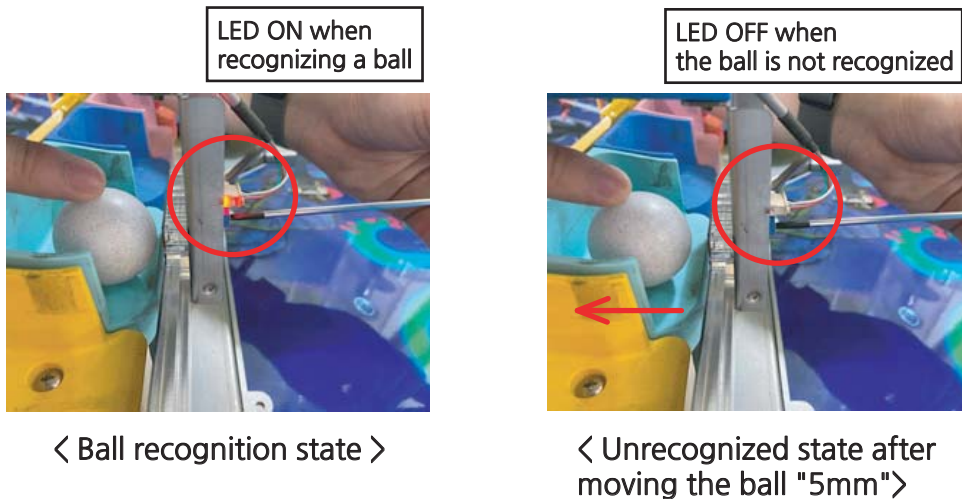 LED ON when
recognizing a ball
LED OFF when
the ball is not recognized
< Ball recognition state >
< Unrecognized state after
moving the ball "5mm">